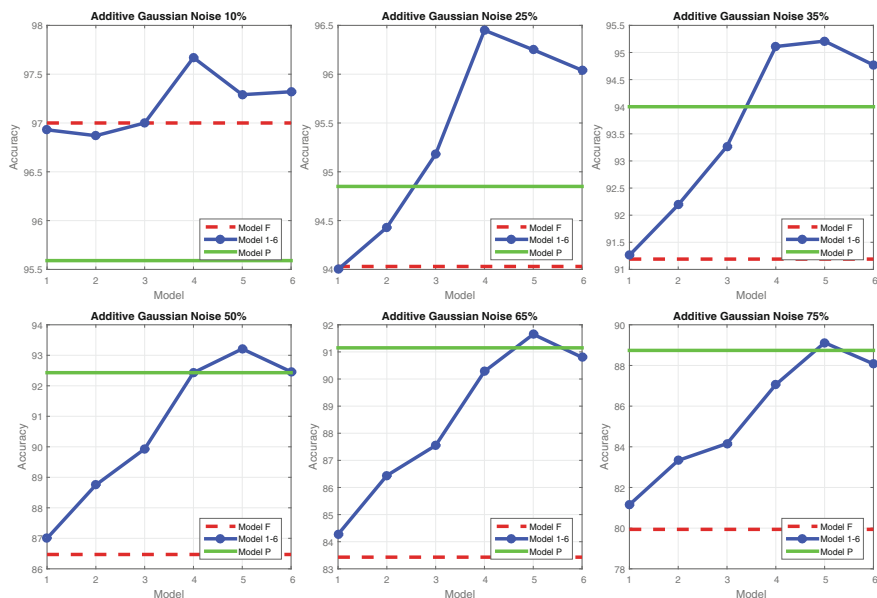 Additive Gaussian Noise 10%
98
97.5
97
96.5
96
95.5
Accuracy
1 2 3 4 5 6
Model
Model F
Model 1-6
Model P
Additive Gaussian Noise 25%
96.5
96
95.5
95
94.5
94
Accuracy
1 2 3 4 5 6
Model
Model F
Model 1-6
Model P
Additive Gaussian Noise 35%
95.5
95
94.5
94
93.5
93
92.5
92
91.5
91
Accuracy
1 2 3 4 5 6
Model
Model F
Model 1-6
Model P
Additive Gaussian Noise 50%
94
93
92
91
90
89
88
87
86
Accuracy
1 2 3 4 5 6
Model
Model F
Model 1-6
Model P
Additive Gaussian Noise 65%
92
91
90
89
88
87
86
85
84
83
Accuracy
1 2 3 4 5 6
Model
Model F
Model 1-6
Model P
Additive Gaussian Noise 75%
90
88
86
84
82
80
78
Accuracy
1 2 3 4 5 6
Model
Model F
Model 1-6
Model P